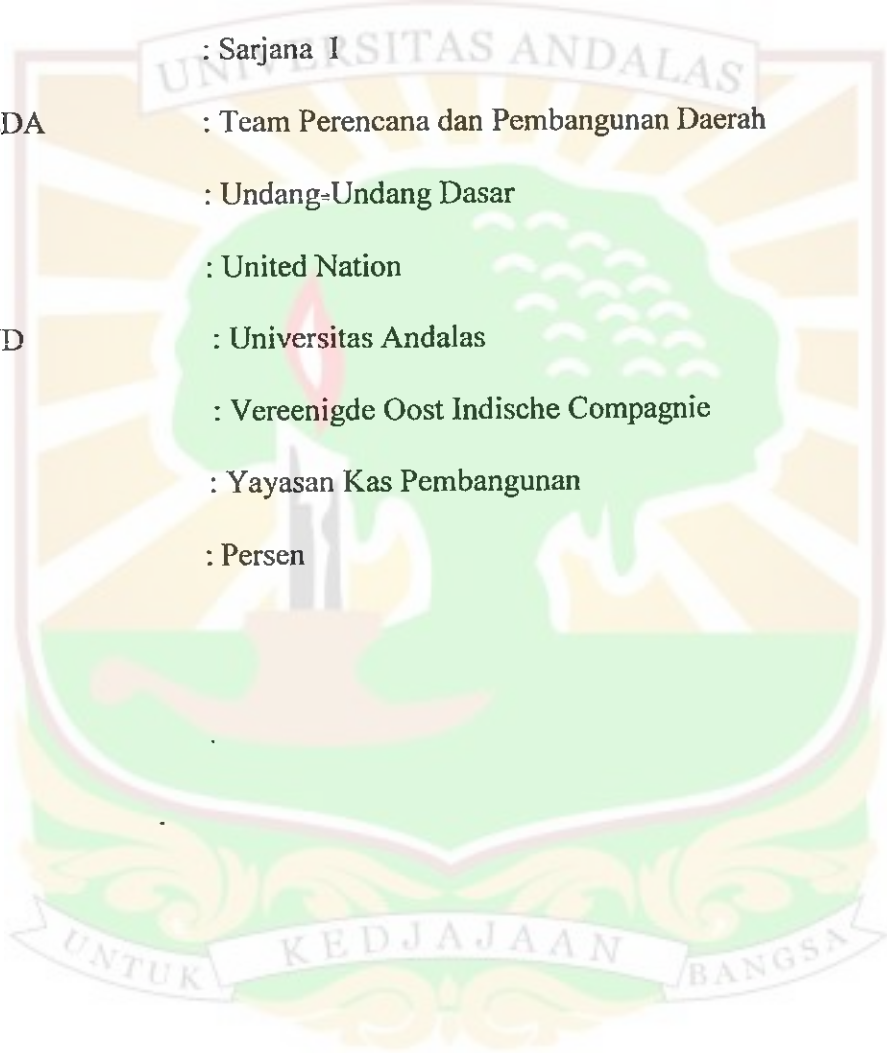 UNIVERSITAS ANDALAS
: Sarjana I
DA : Team Perencana dan Pembangunan Daerah
: Undang-Undang Dasar
: United Nation
D : Universitas Andalas
: Vereenigde Oost Indische Compagnie
: Yayasan Kas Pembangunan
: Persen
UNTUK KEDJAJAAN BANGSA